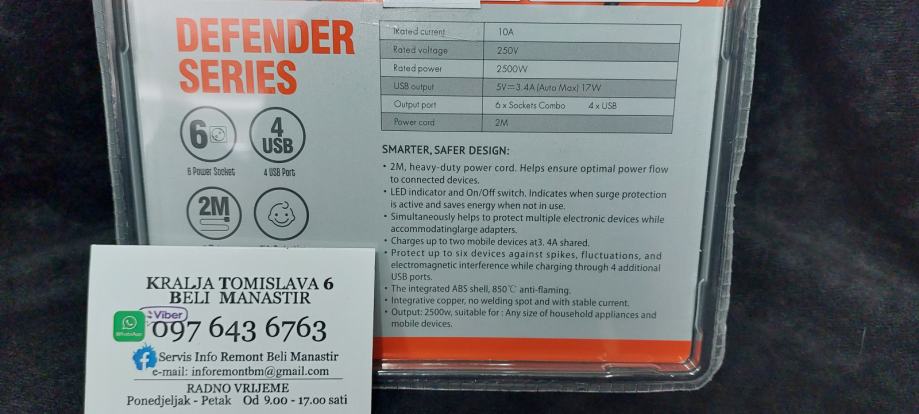 DEFENDER
SERIES
6
6 Power Socket
4
USB
4 USB Port
2M
Rated current 10A
Rated voltage 250V
Rated power 2500W
USB output 5V⎓3.4A (Auto Max) 17W
Output port 6 x Sockets Combo 4 x USB
Power cord 2M
SMARTER, SAFER DESIGN:
• 2M, heavy-duty power cord. Helps ensure optimal power flow
to connected devices.
• LED indicator and On/Off switch. Indicates when surge protection
is active and saves energy when not in use.
• Simultaneously helps to protect multiple electronic devices while
accommodatinglarge adapters.
• Charges up to two mobile devices at3. 4A shared.
• Protect up to six devices against spikes, fluctuations, and
electromagnetic interference while charging through 4 additional
USB ports.
• The integrated ABS shell, 850℃ anti-flaming.
• Integrative copper, no welding spot and with stable current.
• Output: 2500w, suitable for : Any size of household appliances and
mobile devices.
KRALJA TOMISLAVA 6
BELI MANASTIR
Viber
WhatsApp
097 643 6763
Servis Info Remont Beli Manastir
e-mail: inforemontbm@gmail.com
RADNO VRIJEME
Ponedjeljak - Petak Od 9.00 - 17.00 sati